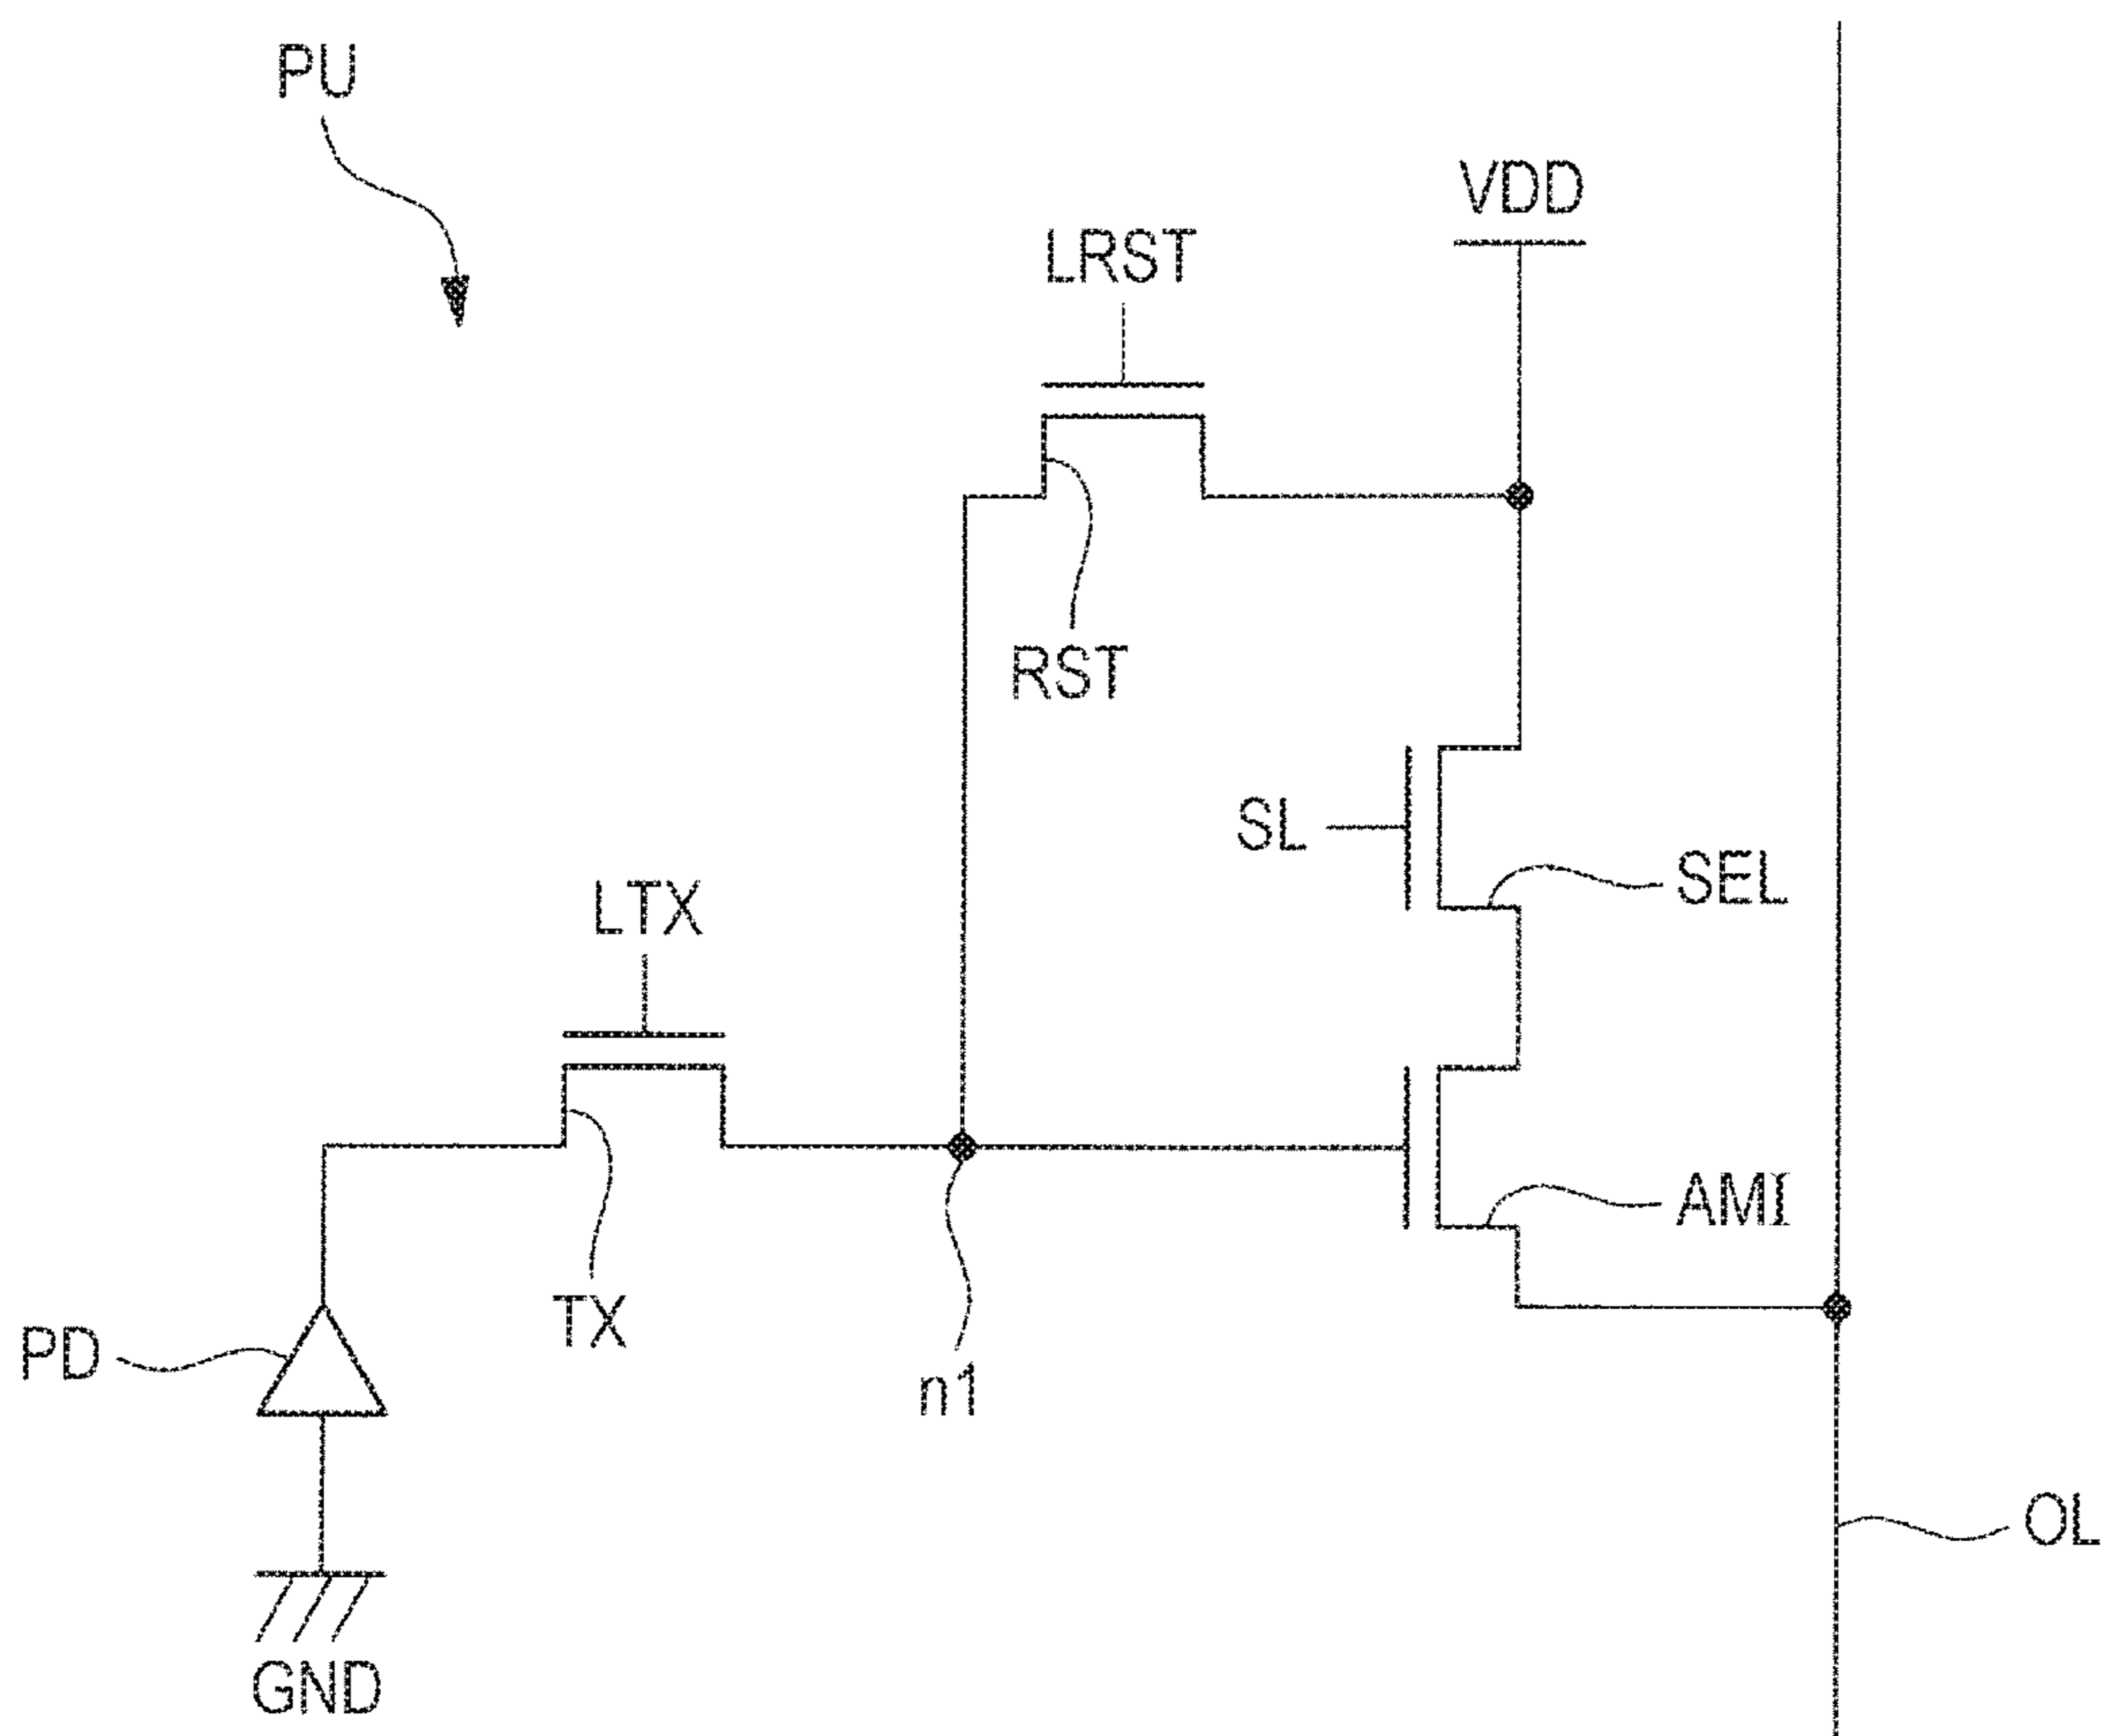 PU
VDD
LRST
RST
SL
SEL
LTX
AMI
TX
PD
n1
OL
GND